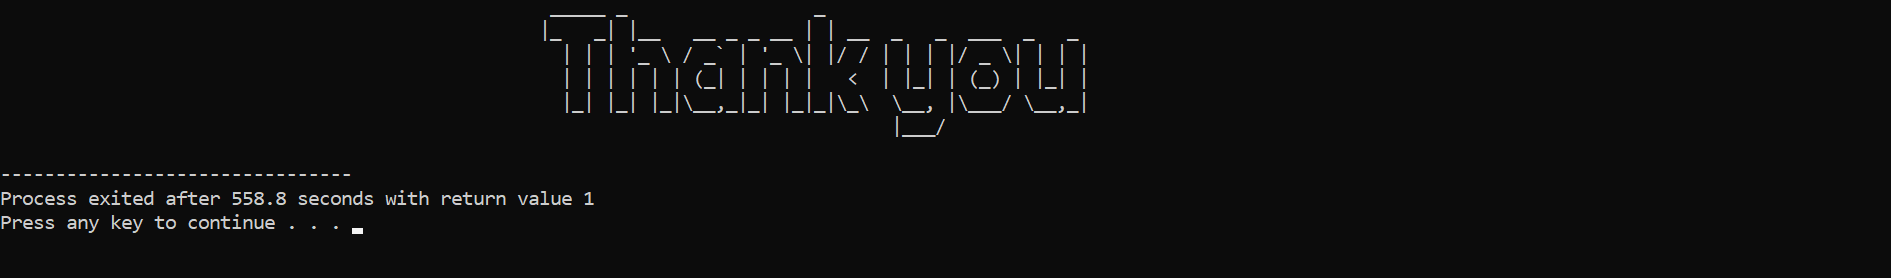 Thank you
--------------------------------
Process exited after 558.8 seconds with return value 1
Press any key to continue . . .